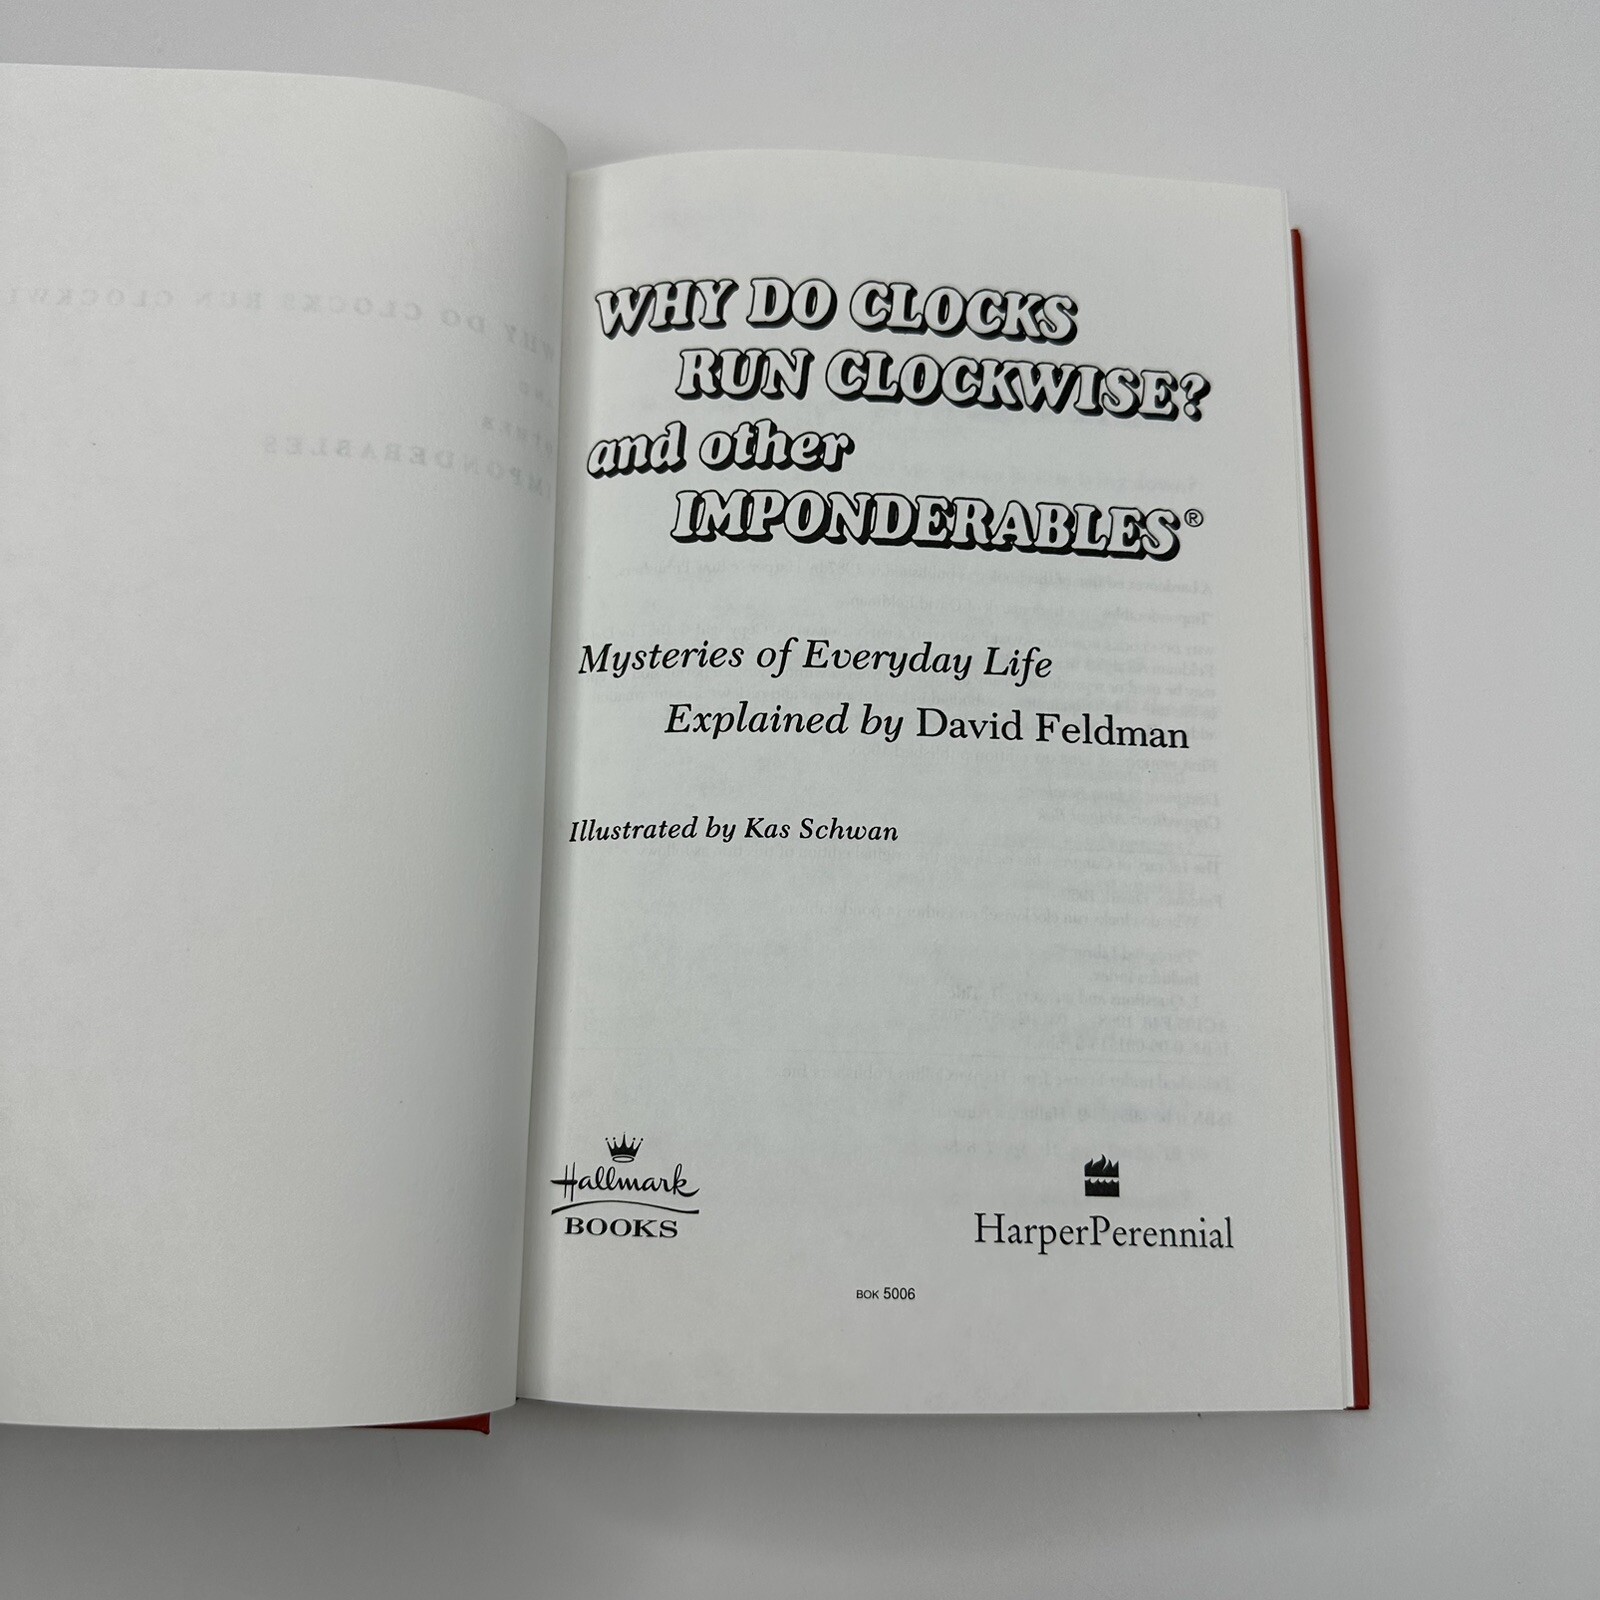 WHY DO CLOCKS
RUN CLOCKWISE?
and other
IMPONDERABLES®
Mysteries of Everyday Life
Explained by David Feldman
Illustrated by Kas Schwan
Hallmark
BOOKS
HarperPerennial
BOK 5006